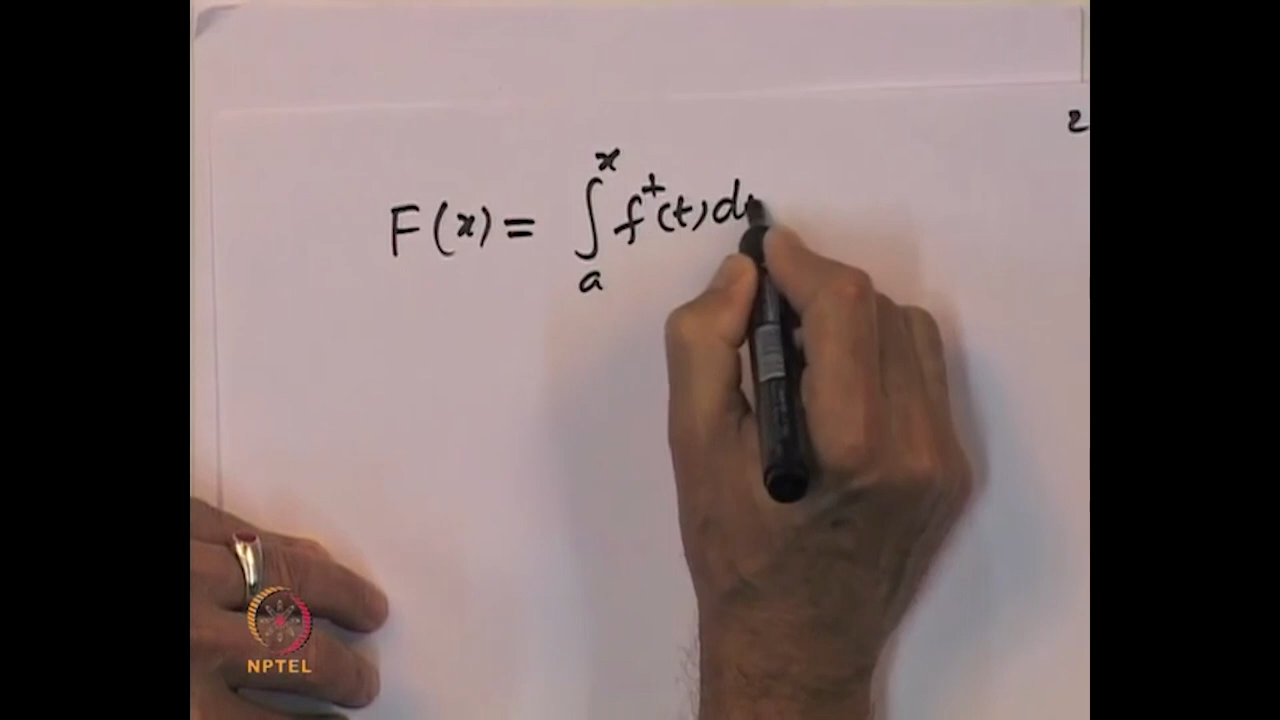 2
F(x) = ∫ₐˣ f⁺(t) d
NPTEL